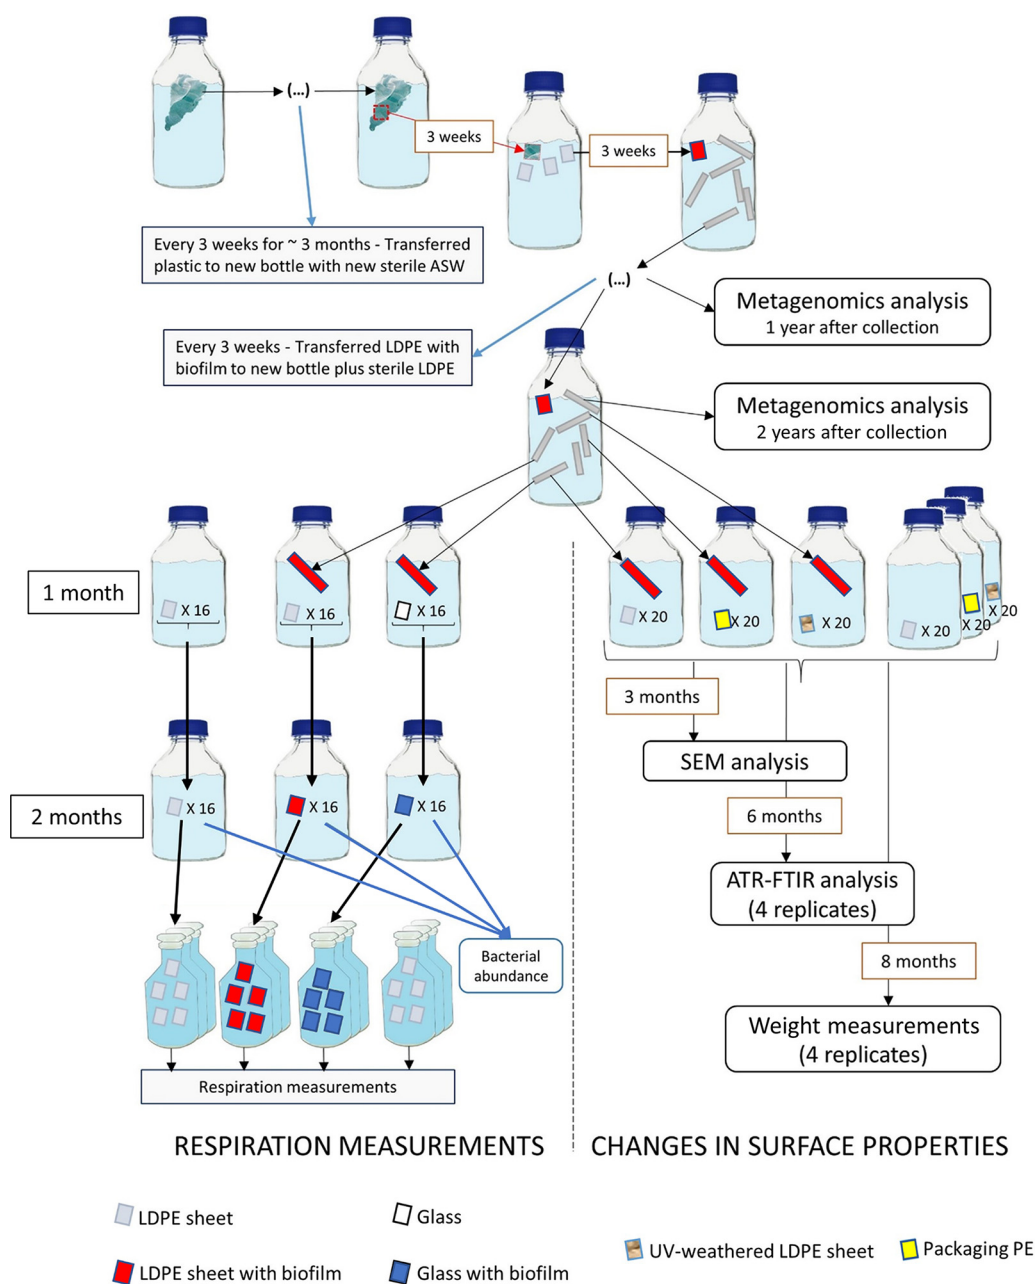 (...)
3 weeks
3 weeks
Every 3 weeks for ~ 3 months - Transferred
plastic to new bottle with new sterile ASW
(...)
Metagenomics analysis
1 year after collection
Every 3 weeks - Transferred LDPE with
biofilm to new bottle plus sterile LDPE
Metagenomics analysis
2 years after collection
1 month
X 16
X 16
X 16
X 20
X 20
X 20
X 20
X 20
X 20
3 months
SEM analysis
2 months
X 16
X 16
X 16
6 months
ATR-FTIR analysis
(4 replicates)
Bacterial
abundance
8 months
Weight measurements
(4 replicates)
Respiration measurements
RESPIRATION MEASUREMENTS
CHANGES IN SURFACE PROPERTIES
LDPE sheet
Glass
UV-weathered LDPE sheet
Packaging PE
LDPE sheet with biofilm
Glass with biofilm